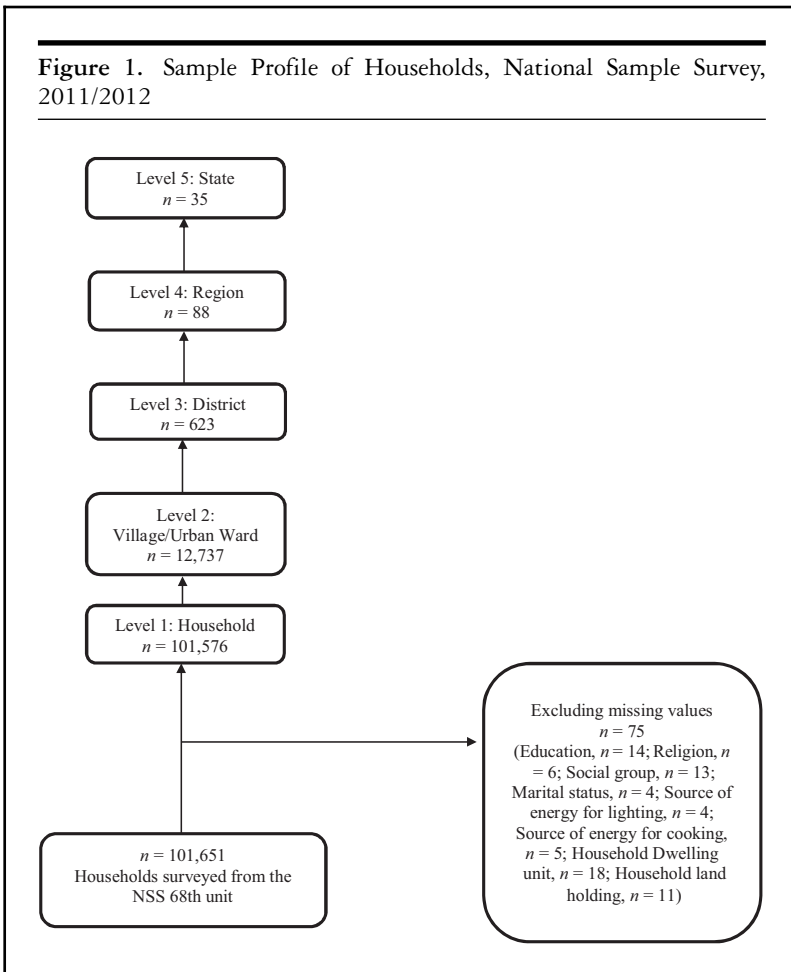 Figure 1. Sample Profile of Households, National Sample Survey,
2011/2012
Level 5: State
n = 35
Level 4: Region
n = 88
Level 3: District
n = 623
Level 2:
Village/Urban Ward
n = 12,737
Level 1: Household
n = 101,576
Excluding missing values
n = 75
(Education, n = 14; Religion, n
= 6; Social group, n = 13;
Marital status, n = 4; Source of
energy for lighting, n = 4;
Source of energy for cooking,
n = 5; Household Dwelling
unit, n = 18; Household land
holding, n = 11)
n = 101,651
Households surveyed from the
NSS 68th unit